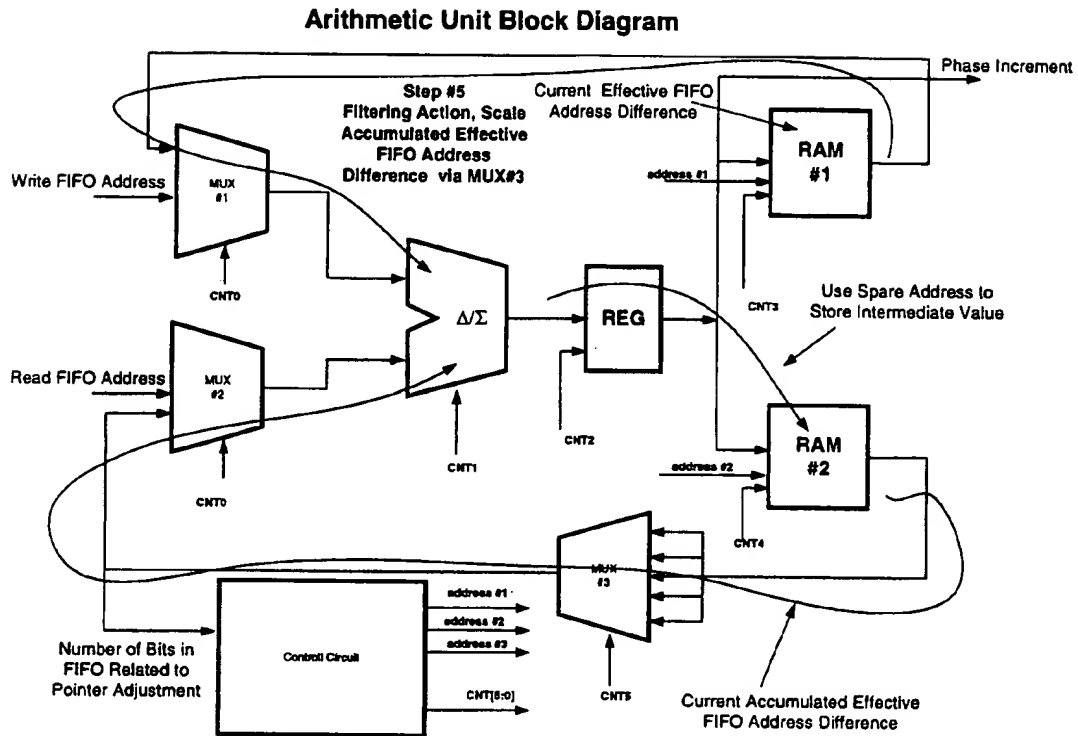 Arithmetic Unit Block Diagram
Phase Increment
Step #5
Filtering Action, Scale
Accumulated Effective
FIFO Address
Difference via MUX#3
Current Effective FIFO
Address Difference
RAM
#1
address #1
CNT3
MUX
#1
Write FIFO Address
CNT0
Δ/Σ
REG
Use Spare Address to
Store Intermediate Value
MUX
#2
Read FIFO Address
CNT0
CNT1
CNT2
RAM
#2
address #2
CNT4
MUX
#3
CNT5
address #1
address #2
address #3
Controll Circuit
CNT[5:0]
Number of Bits in
FIFO Related to
Pointer Adjustment
Current Accumulated Effective
FIFO Address Difference